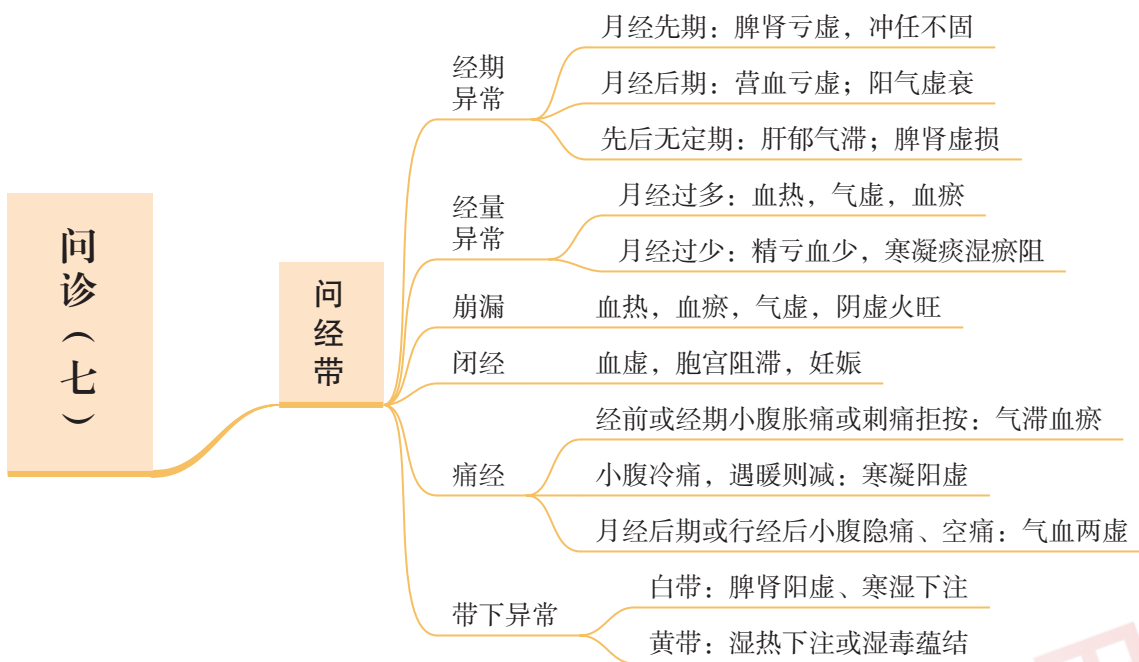 问诊（七）
问经带
经期
异常
月经先期：脾肾亏虚，冲任不固
月经后期：营血亏虚；阳气虚衰
先后无定期：肝郁气滞；脾肾虚损
经量
异常
月经过多：血热，气虚，血瘀
月经过少：精亏血少，寒凝痰湿瘀阻
崩漏
血热，血瘀，气虚，阴虚火旺
闭经
血虚，胞宫阻滞，妊娠
痛经
经前或经期小腹胀痛或刺痛拒按：气滞血瘀
小腹冷痛，遇暖则减：寒凝阳虚
月经后期或行经后小腹隐痛、空痛：气血两虚
带下异常
白带：脾肾阳虚、寒湿下注
黄带：湿热下注或湿毒蕴结